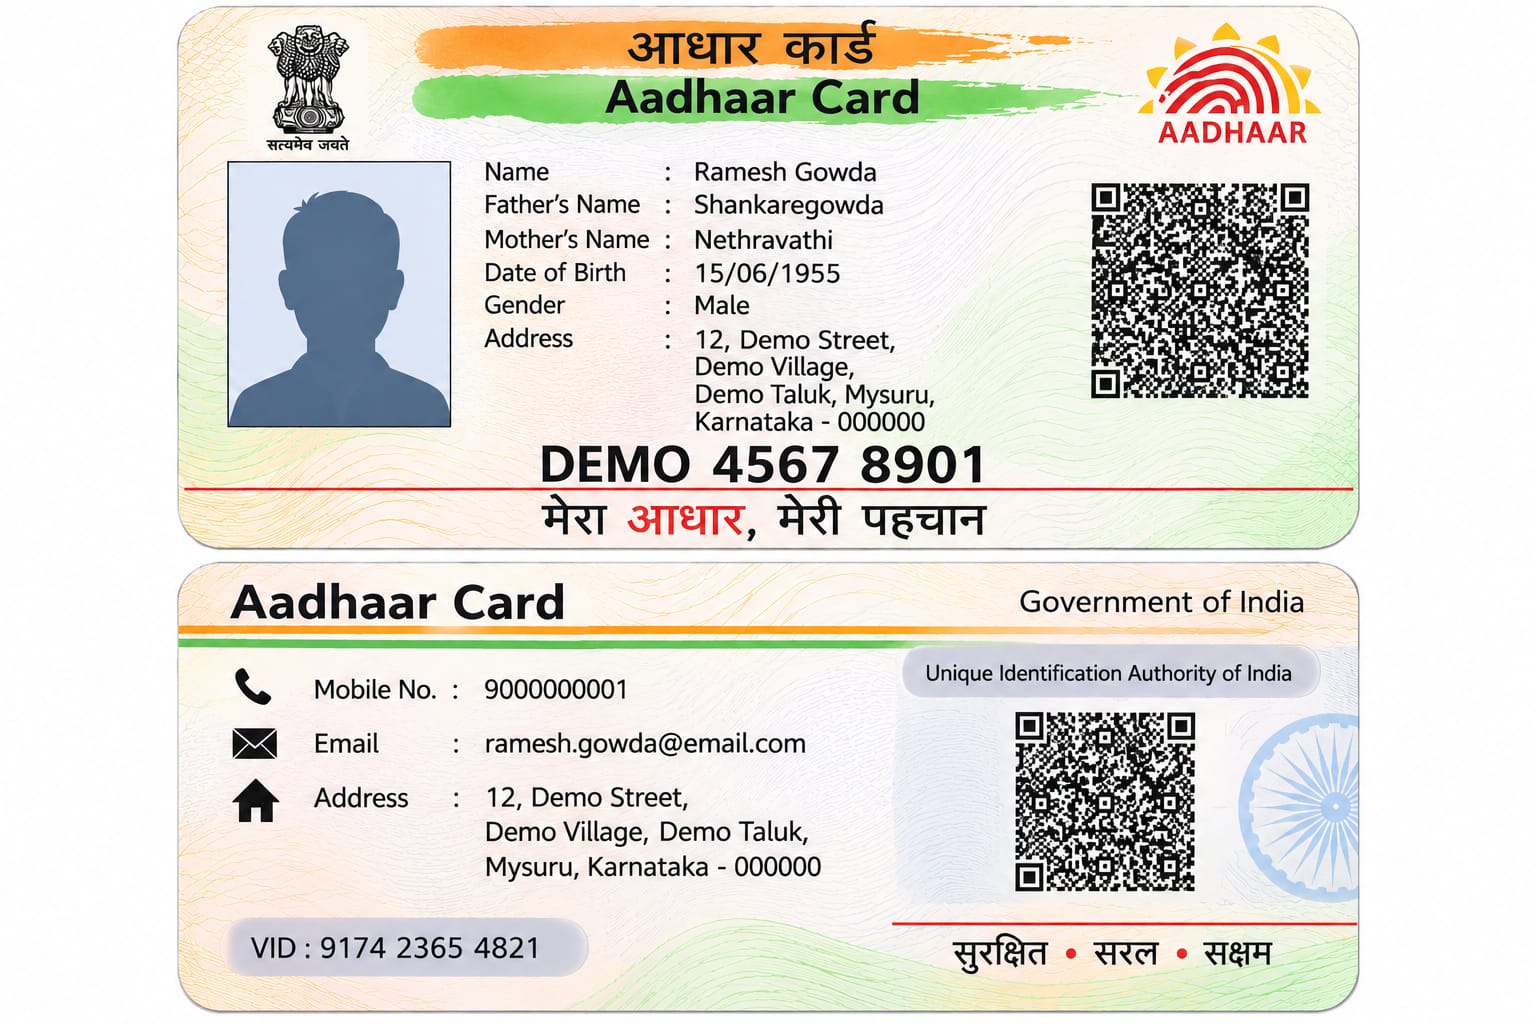 सत्यमेव जयते
आधार कार्ड
Aadhaar Card
AADHAAR
Name : Ramesh Gowda
Father's Name : Shankaregowda
Mother's Name : Nethravathi
Date of Birth : 15/06/1955
Gender : Male
Address : 12, Demo Street,
Demo Village,
Demo Taluk, Mysuru,
Karnataka - 000000
DEMO 4567 8901
मेरा आधार, मेरी पहचान
Aadhaar Card
Government of India
Unique Identification Authority of India
Mobile No. : 9000000001
Email : ramesh.gowda@email.com
Address : 12, Demo Street,
Demo Village, Demo Taluk,
Mysuru, Karnataka - 000000
VID : 9174 2365 4821
सुरक्षित • सरल • सक्षम